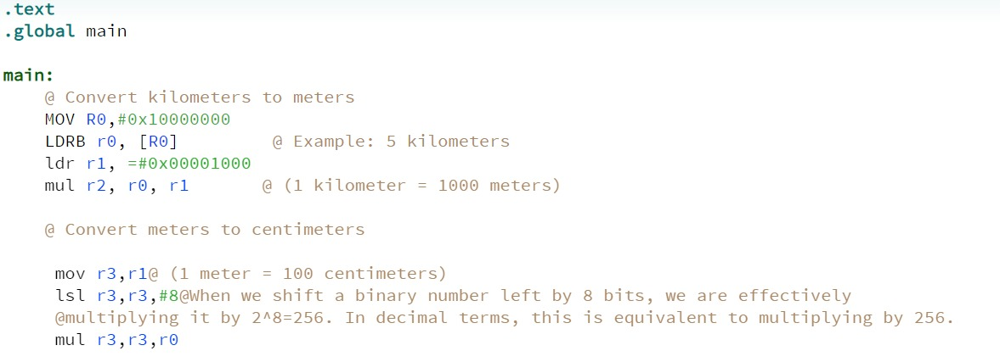 .text
.global main
main:
@ Convert kilometers to meters
MOV R0,#0x10000000
LDRB r0, [R0] @ Example: 5 kilometers
ldr r1, =#0x00001000
mul r2, r0, r1 @ (1 kilometer = 1000 meters)
@ Convert meters to centimeters
mov r3,r1@ (1 meter = 100 centimeters)
lsl r3,r3,#8@When we shift a binary number left by 8 bits, we are effectively
@multiplying it by 2^8=256. In decimal terms, this is equivalent to multiplying by 256.
mul r3,r3,r0